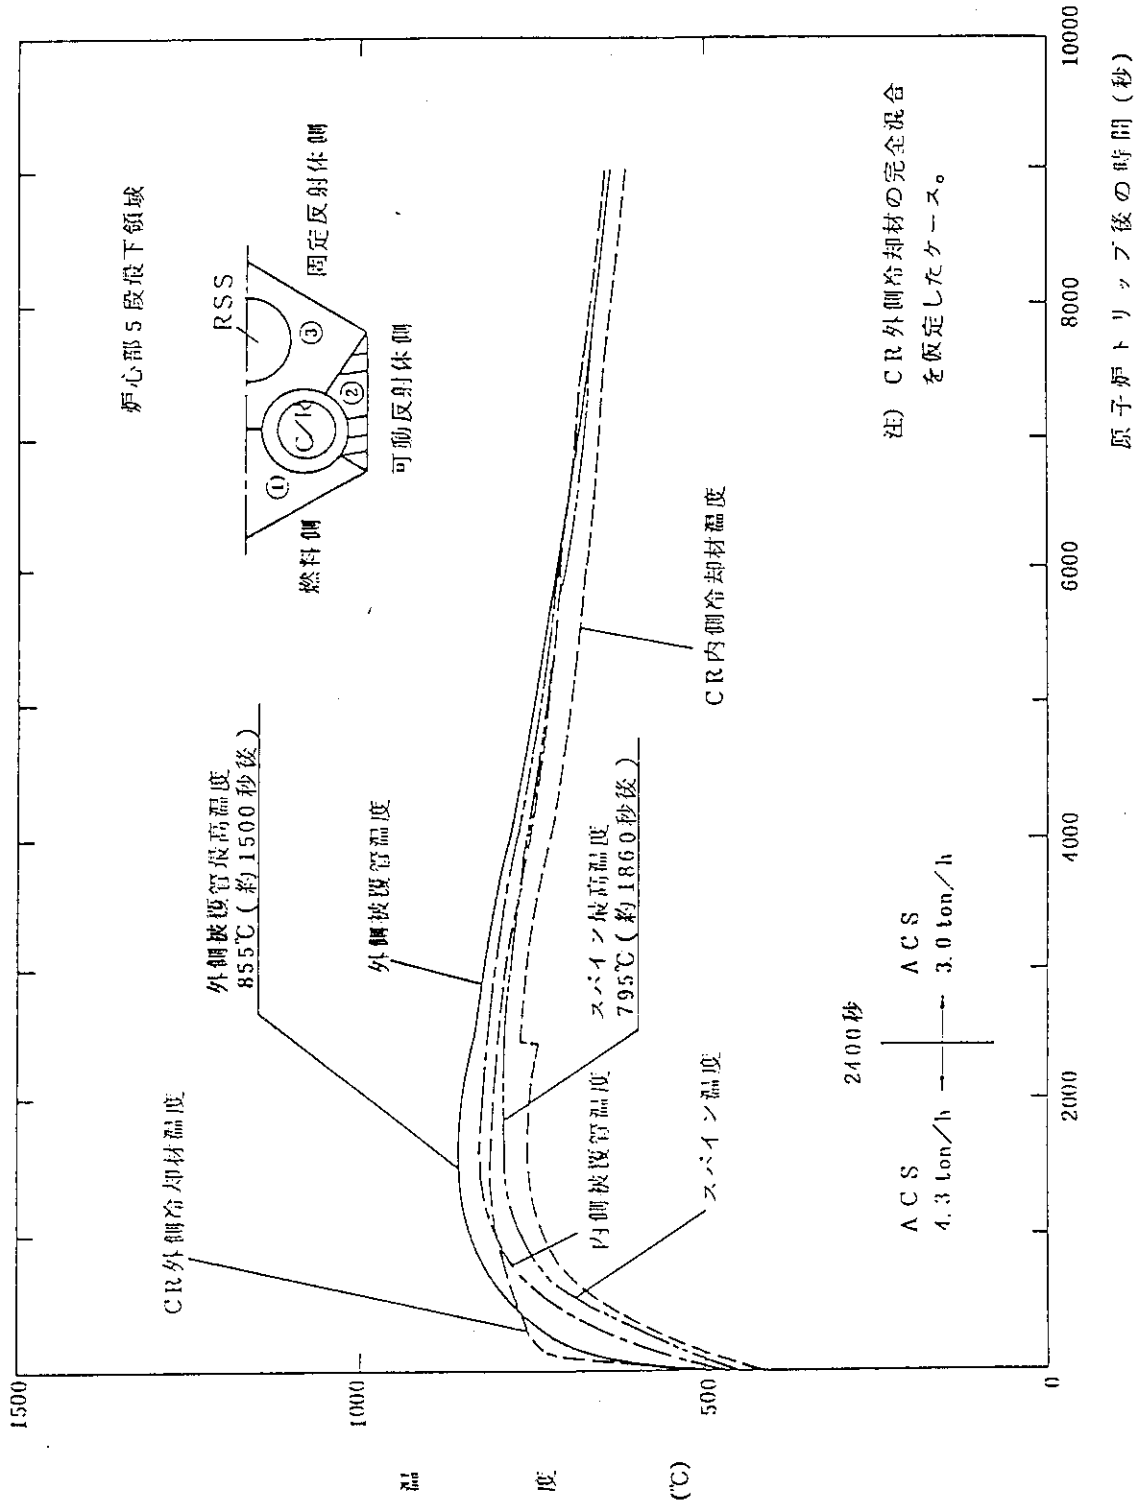 炉心部5段最下領域
RSS
固定反射体側
③
②
C/R
①
可動反射体側
燃料側
外側被覆管最高温度
855℃(約1500秒後)
外側被覆管温度
CR外側冷却材温度
スパイン最高温度
795℃(約1860秒後)
内側被覆管温度
スパイン温度
CR内側冷却材温度
2400秒
ACS
4.3 ton/h
ACS
3.0 ton/h
注) CR外側冷却材の完全混合
を仮定したケース。
1500
1000
500
0
温度
(℃)
2000
4000
6000
8000
10000
原子炉トリップ後の時間(秒)